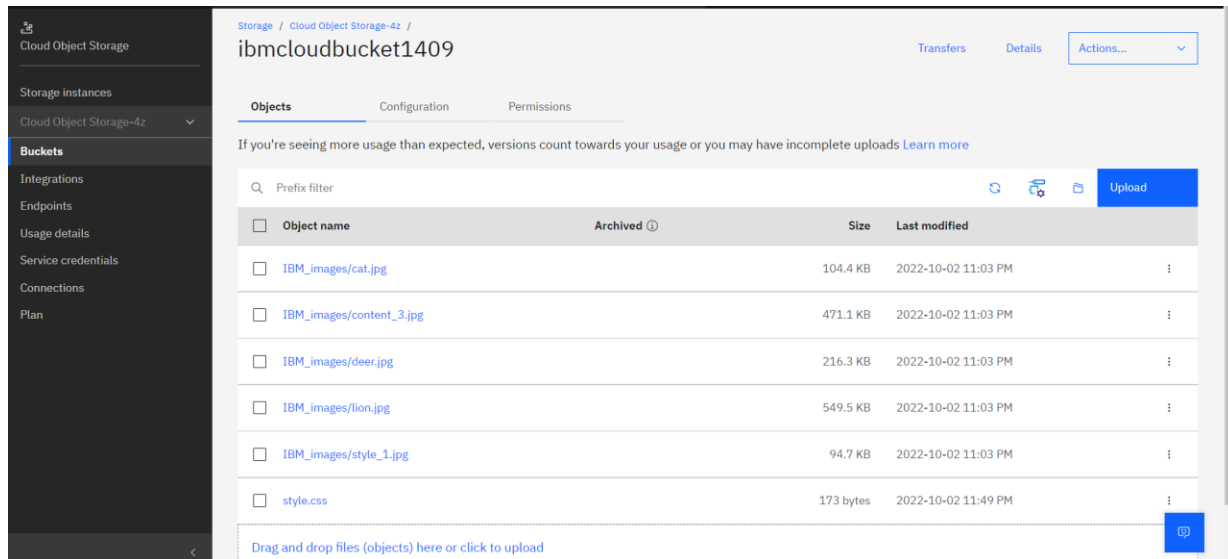 Cloud Object Storage
Storage instances
Cloud Object Storage-4z
Buckets
Integrations
Endpoints
Usage details
Service credentials
Connections
Plan
Storage / Cloud Object Storage-4z /
ibmcloudbucket1409
Transfers Details Actions...
Objects Configuration Permissions
If you're seeing more usage than expected, versions count towards your usage or you may have incomplete uploads Learn more
Prefix filter Upload
Object name Archived Size Last modified
IBM_images/cat.jpg 104.4 KB 2022-10-02 11:03 PM
IBM_images/content_3.jpg 471.1 KB 2022-10-02 11:03 PM
IBM_images/deer.jpg 216.3 KB 2022-10-02 11:03 PM
IBM_images/lion.jpg 549.5 KB 2022-10-02 11:03 PM
IBM_images/style_1.jpg 94.7 KB 2022-10-02 11:03 PM
style.css 173 bytes 2022-10-02 11:49 PM
Drag and drop files (objects) here or click to upload